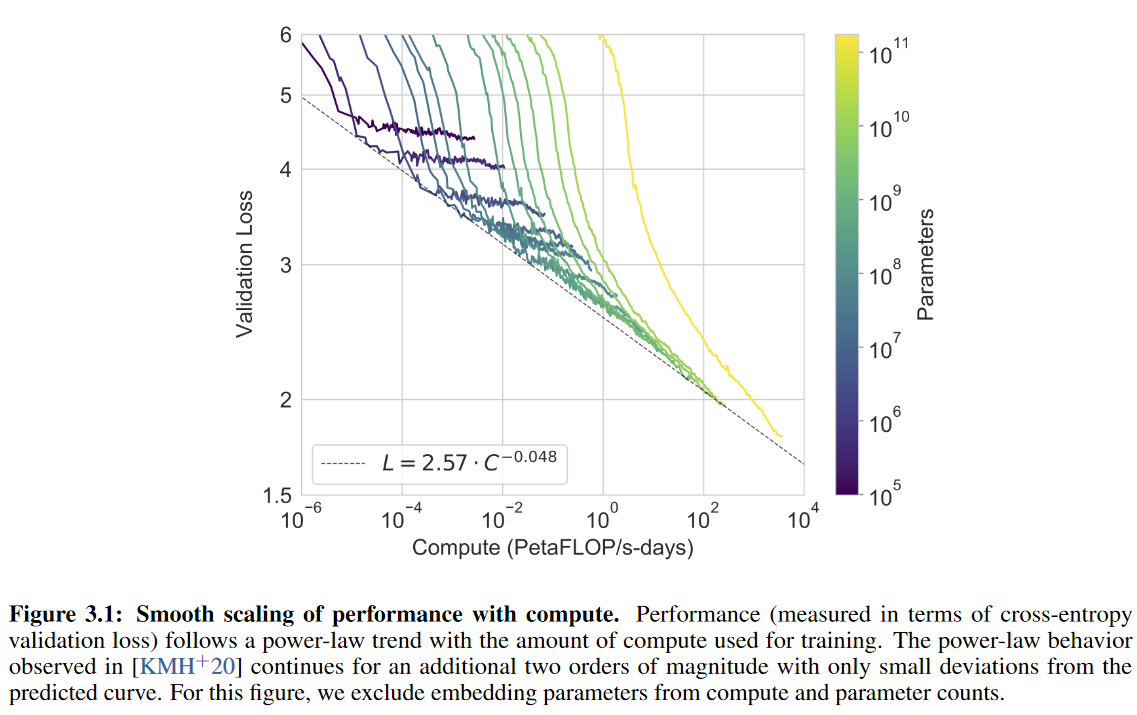 6
5
4
3
2
1.5
Validation Loss
10^-6
10^-4
10^-2
10^0
10^2
10^4
Compute (PetaFLOP/s-days)
L = 2.57 · C^-0.048
10^11
10^10
10^9
10^8
10^7
10^6
10^5
Parameters
Figure 3.1: Smooth scaling of performance with compute. Performance (measured in terms of cross-entropy
validation loss) follows a power-law trend with the amount of compute used for training. The power-law behavior
observed in [KMH+20] continues for an additional two orders of magnitude with only small deviations from the
predicted curve. For this figure, we exclude embedding parameters from compute and parameter counts.